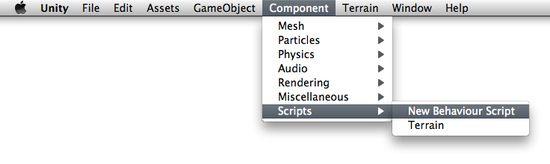 Unity File Edit Assets GameObject Component Terrain Window Help
Mesh
Particles
Physics
Audio
Rendering
Miscellaneous
Scripts
New Behaviour Script
Terrain